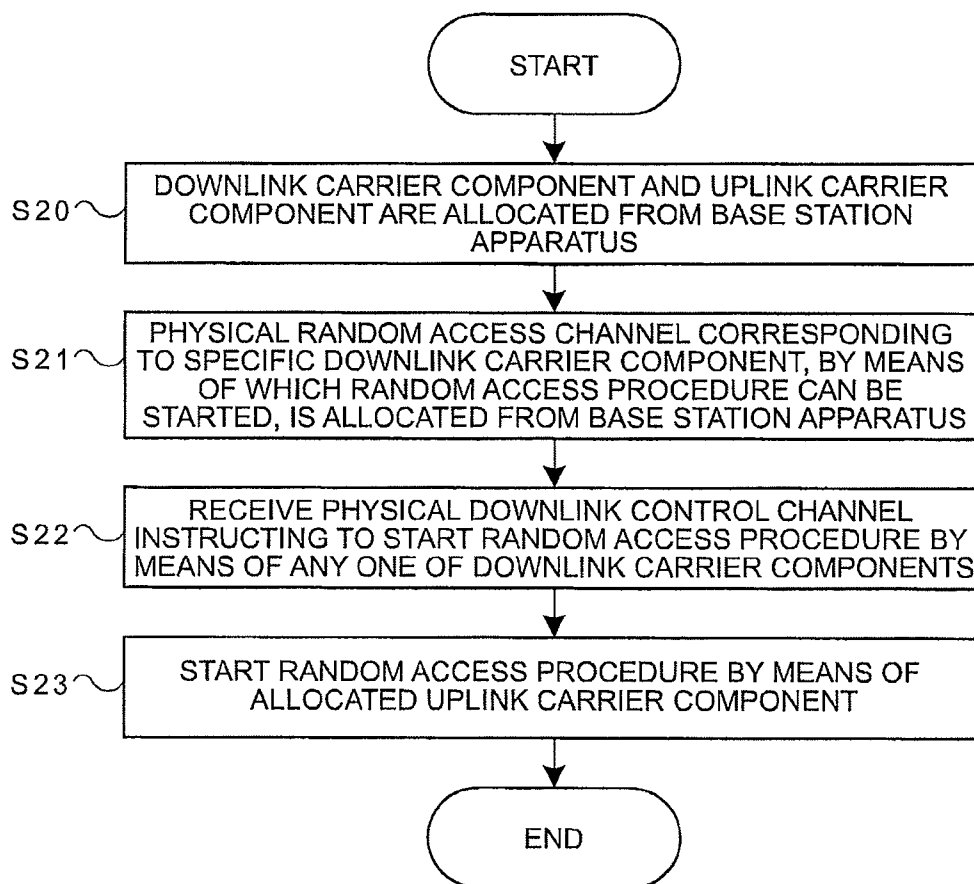 START
S20
DOWNLINK CARRIER COMPONENT AND UPLINK CARRIER
COMPONENT ARE ALLOCATED FROM BASE STATION
APPARATUS
S21
PHYSICAL RANDOM ACCESS CHANNEL CORRESPONDING
TO SPECIFIC DOWNLINK CARRIER COMPONENT, BY MEANS
OF WHICH RANDOM ACCESS PROCEDURE CAN BE
STARTED, IS ALLOCATED FROM BASE STATION APPARATUS
S22
RECEIVE PHYSICAL DOWNLINK CONTROL CHANNEL
INSTRUCTING TO START RANDOM ACCESS PROCEDURE BY
MEANS OF ANY ONE OF DOWNLINK CARRIER COMPONENTS
S23
START RANDOM ACCESS PROCEDURE BY MEANS OF
ALLOCATED UPLINK CARRIER COMPONENT
END